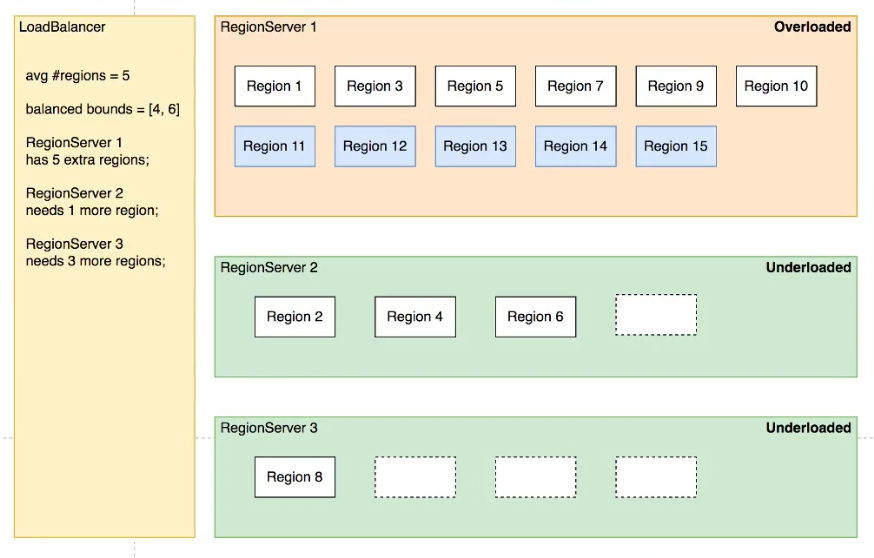 LoadBalancer
avg #regions = 5
balanced bounds = [4, 6]
RegionServer 1
has 5 extra regions;
RegionServer 2
needs 1 more region;
RegionServer 3
needs 3 more regions;
RegionServer 1 Overloaded
Region 1 Region 3 Region 5 Region 7 Region 9 Region 10
Region 11 Region 12 Region 13 Region 14 Region 15
RegionServer 2 Underloaded
Region 2 Region 4 Region 6
RegionServer 3 Underloaded
Region 8